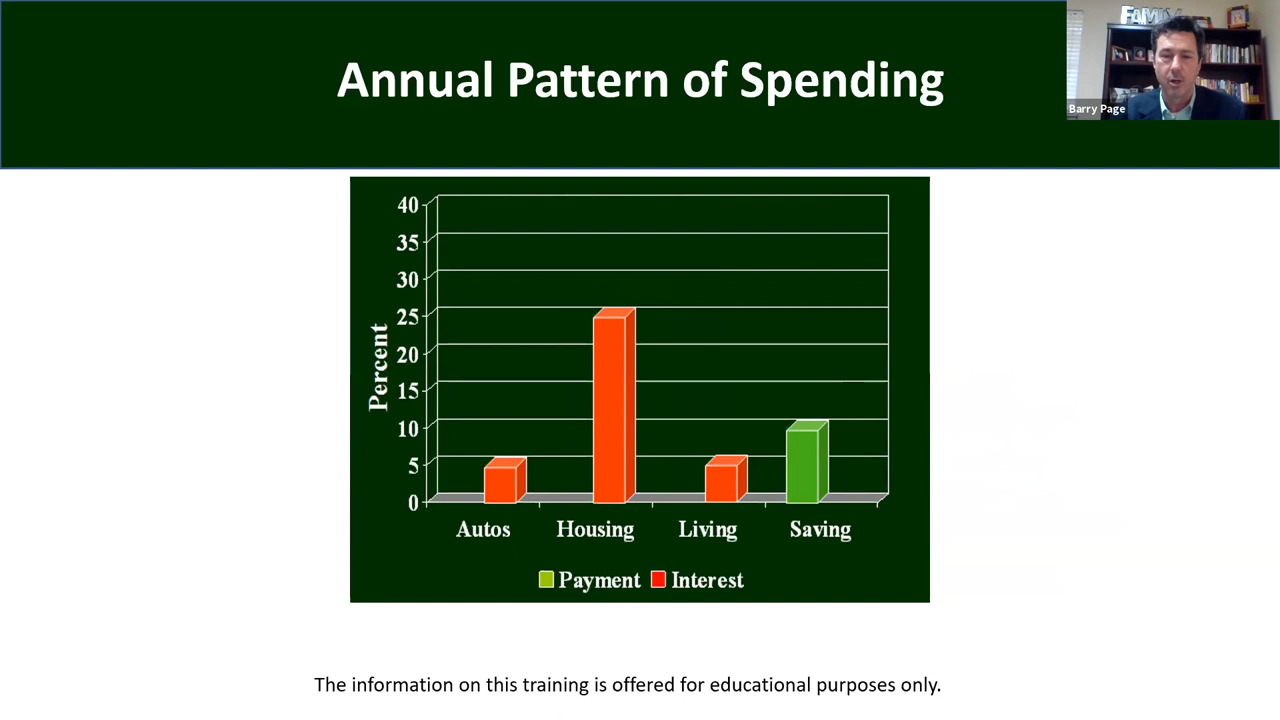 Annual Pattern of Spending
FAMILY
Barry Page
40
35
30
25
20
15
10
5
0
Percent
Autos Housing Living Saving
Payment Interest
The information on this training is offered for educational purposes only.